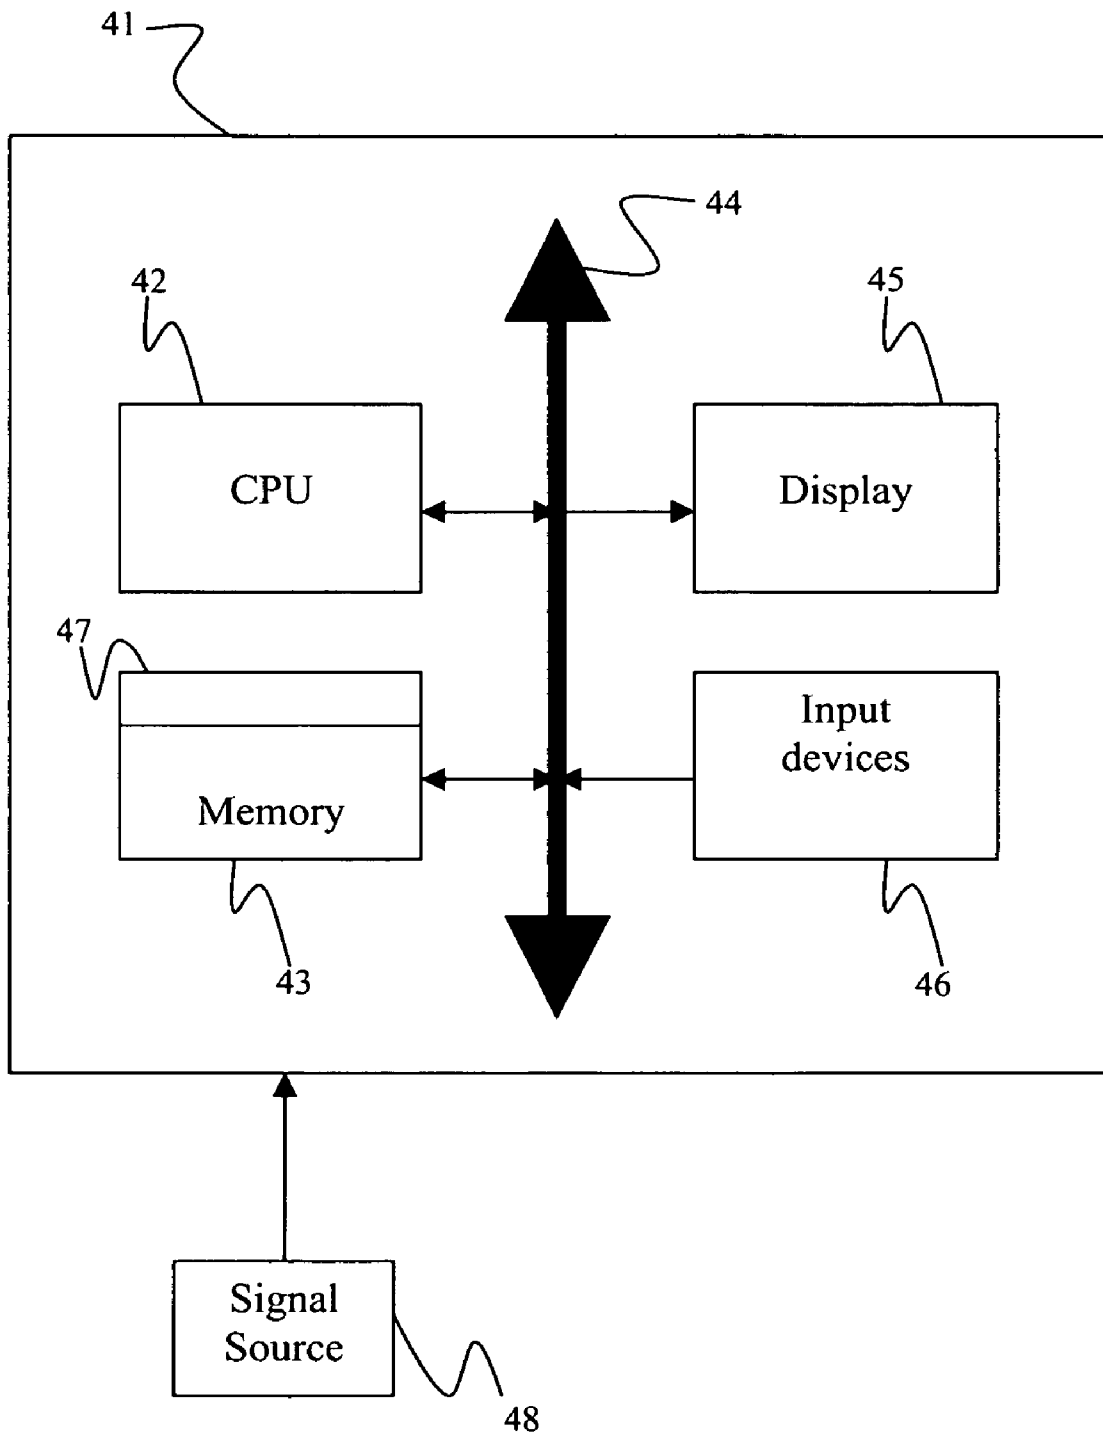 41
44
42
45
CPU
Display
47
Input
devices
Memory
43
46
Signal
Source
48